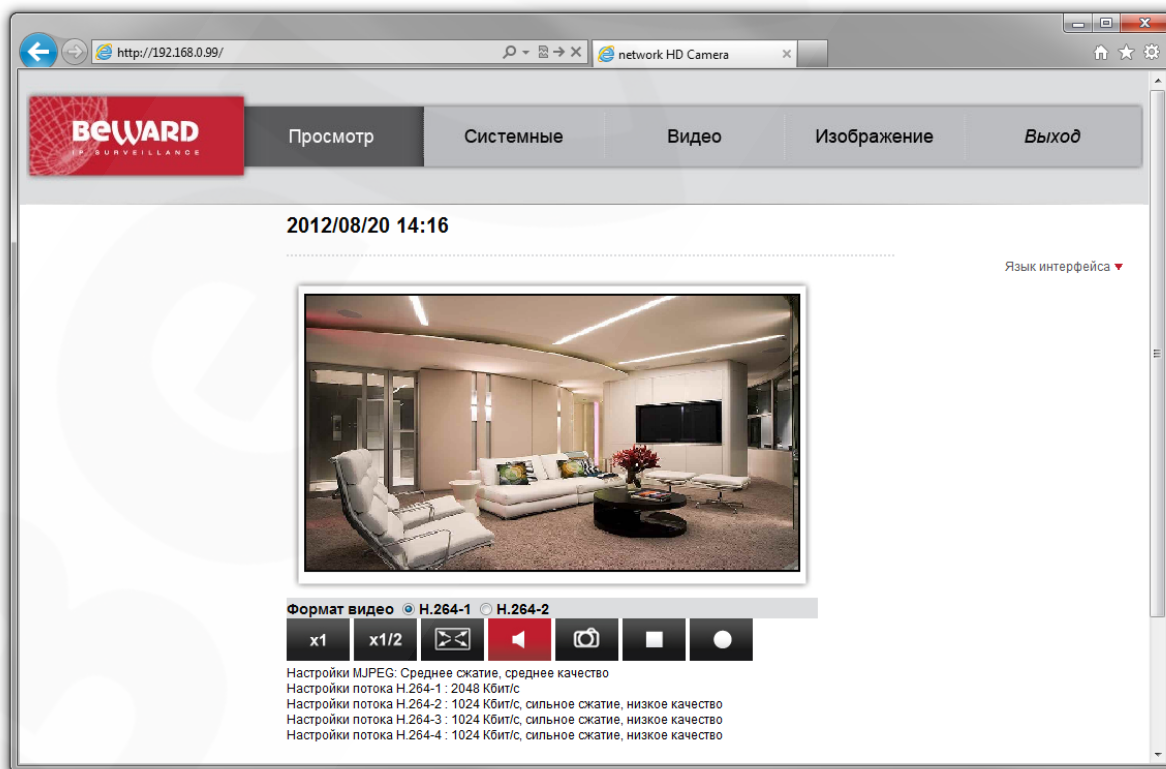 http://192.168.0.99/
network HD Camera
BEWARD
IP SURVEILLANCE
Просмотр
Системные
Видео
Изображение
Выход
2012/08/20 14:16
Язык интерфейса
Формат видео H.264-1 H.264-2
x1 x1/2
Настройки MJPEG: Среднее сжатие, среднее качество
Настройки потока H.264-1 : 2048 Кбит/с
Настройки потока H.264-2 : 1024 Кбит/с, сильное сжатие, низкое качество
Настройки потока H.264-3 : 1024 Кбит/с, сильное сжатие, низкое качество
Настройки потока H.264-4 : 1024 Кбит/с, сильное сжатие, низкое качество